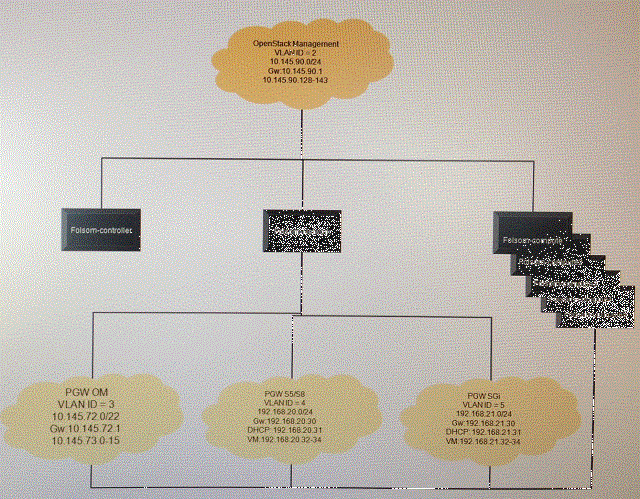 OpenStack Management
VLAN ID = 2
10.145.90.0/24
Gw:10.145.90.1
10.145.90.128-143
Folsom-controller
PGW OM
VLAN ID = 3
10.145.72.0/22
Gw:10.145.72.1
10.145.73.0-15
PGW S5/S8
VLAN ID = 4
192.168.20.0/24
Gw:192.168.20.30
DHCP: 192.168.20.31
VM:192.168.20.32-34
PGW SGi
VLAN ID = 5
192.168.21.0/24
Gw:192.168.21.30
DHCP: 192.168.21.31
VM:192.168.21.32-34